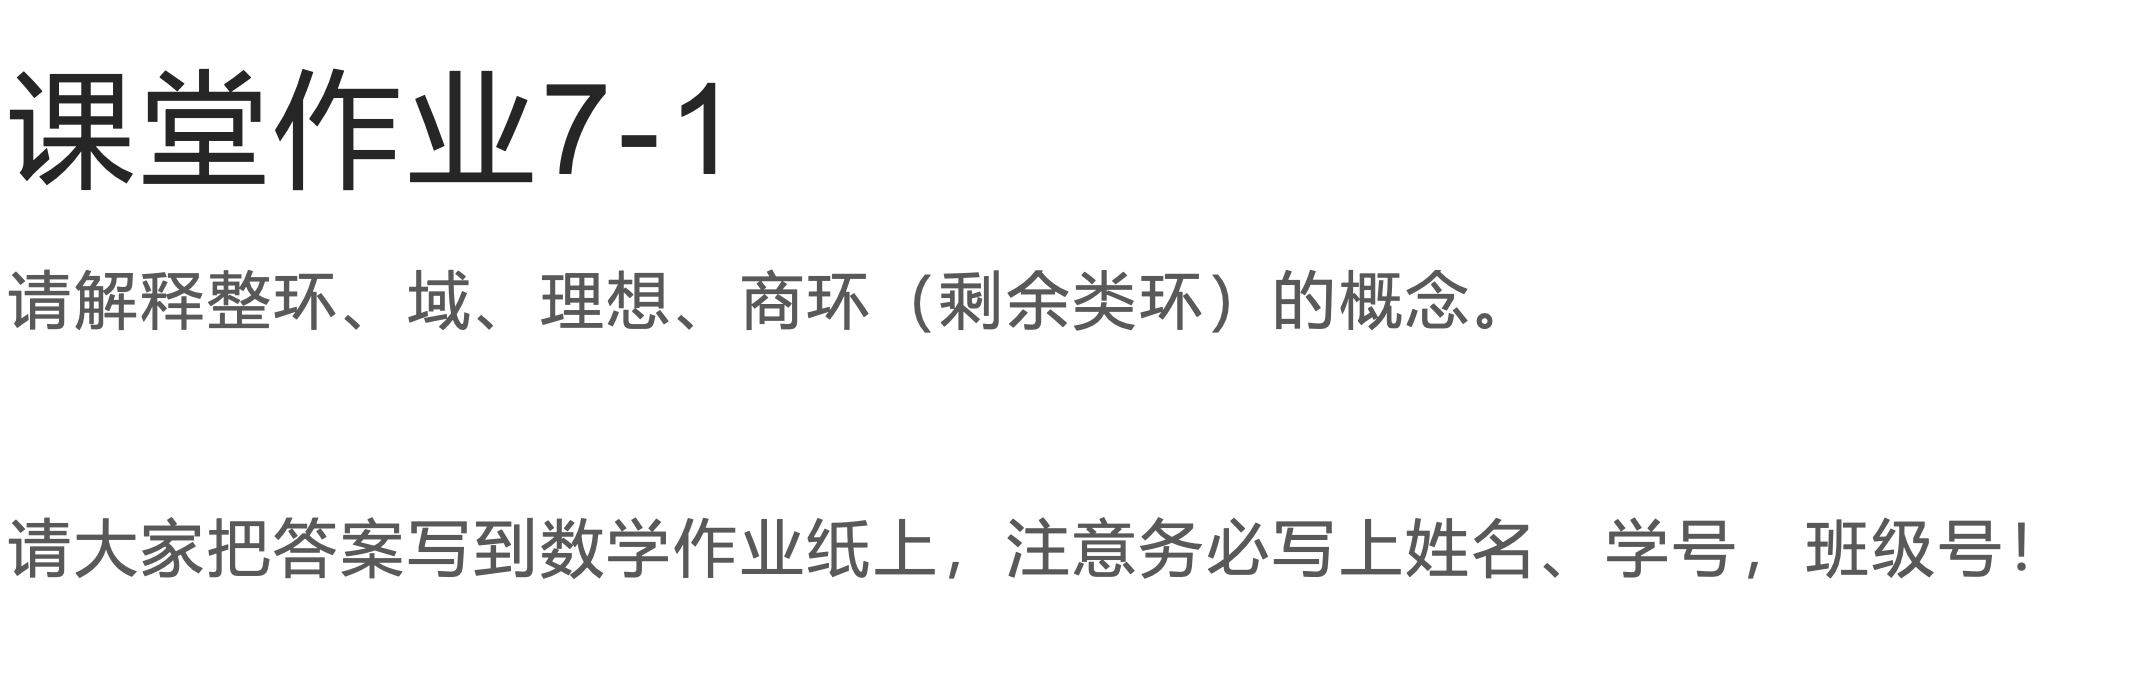 课堂作业7-1
请解释整环、域、理想、商环（剩余类环）的概念。
请大家把答案写到数学作业纸上，注意务必写上姓名、学号，班级号！